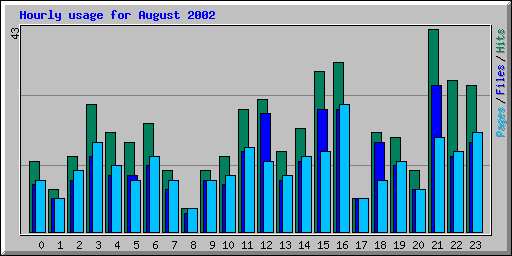 Hourly usage for August 2002
43
Pages / Files / Hits
0 1 2 3 4 5 6 7 8 9 10 11 12 13 14 15 16 17 18 19 20 21 22 23